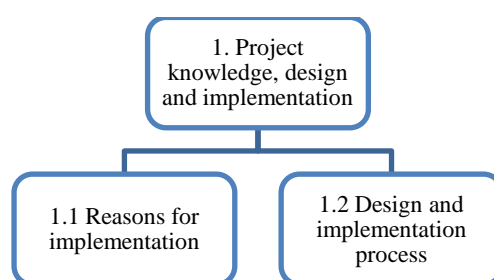 1. Project
knowledge, design
and implementation
1.1 Reasons for
implementation
1.2 Design and
implementation
process